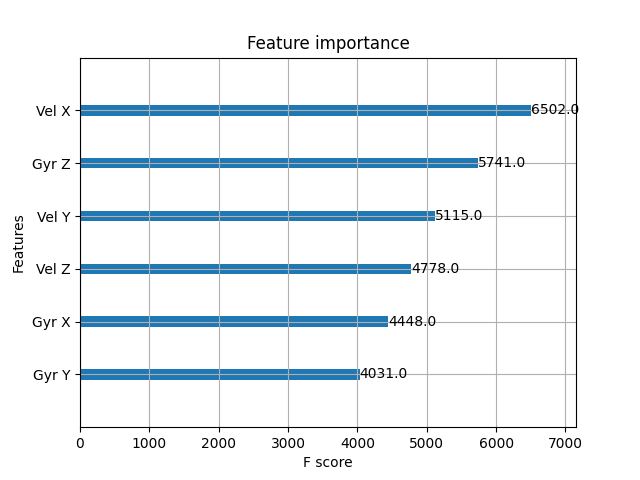 Feature importance
Vel X 6502.0
Gyr Z 5741.0
Vel Y 5115.0
Vel Z 4778.0
Gyr X 4448.0
Gyr Y 4031.0
Features
0 1000 2000 3000 4000 5000 6000 7000
F score